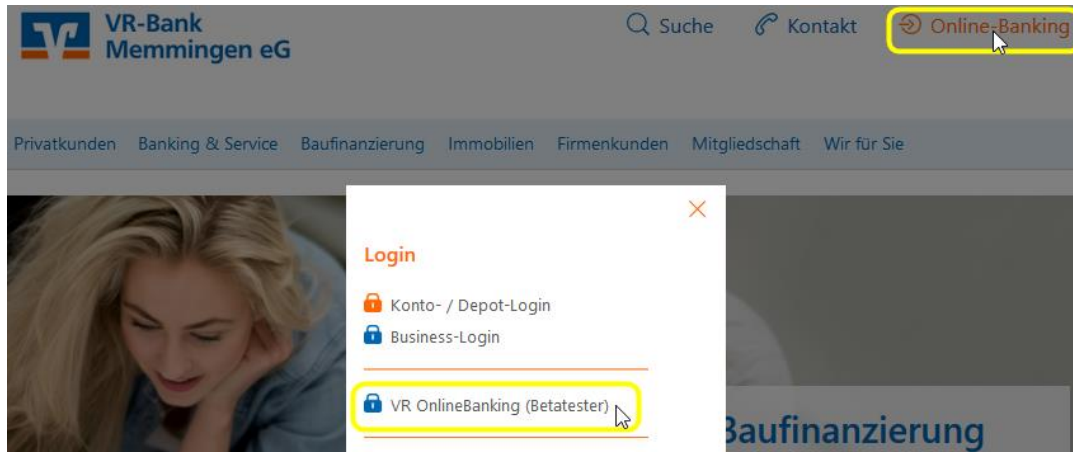 VR-Bank
Memmingen eG
Suche Kontakt Online-Banking
Privatkunden Banking & Service Baufinanzierung Immobilien Firmenkunden Mitgliedschaft Wir für Sie
Login
Konto- / Depot-Login
Business-Login
VR OnlineBanking (Betatester)
Baufinanzierung